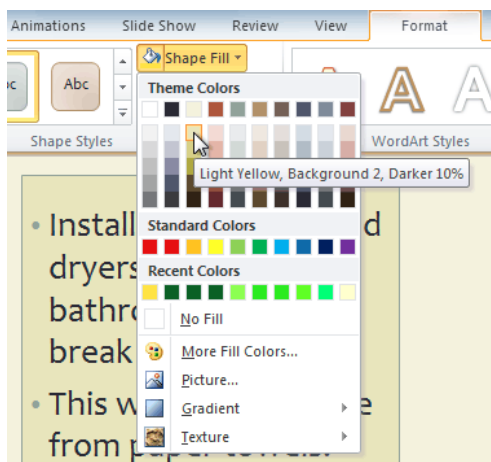 Animations Slide Show Review View Format
Shape Fill
Abc
Theme Colors
Shape Styles
WordArt Styles
Light Yellow, Background 2, Darker 10%
Standard Colors
Recent Colors
No Fill
More Fill Colors...
Picture...
Gradient
Texture
• Install d
dryers
bathro
break
• This w e
from paper towels.